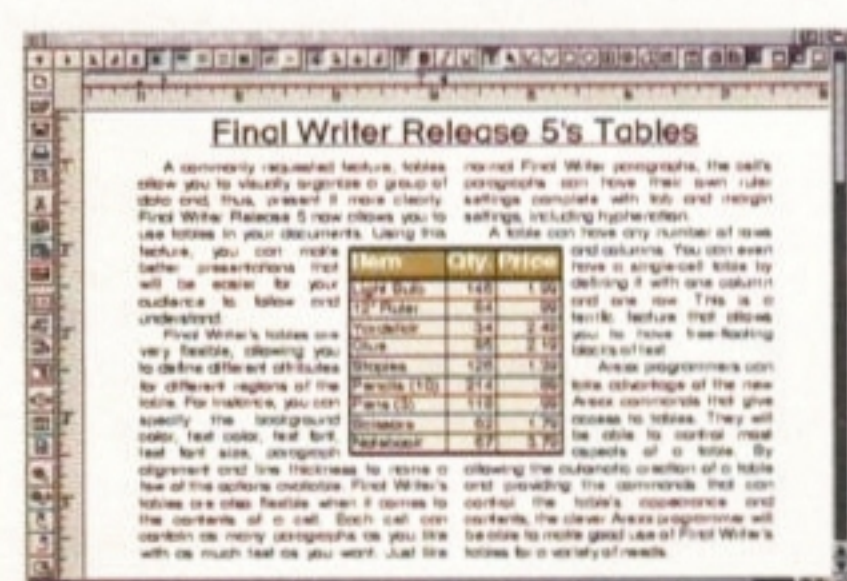 Final Writer Release 5's Tables
A commonly requested feature, tables
allow you to visually organize a group of
data and, thus, present it more clearly.
Final Writer Release 5 now allows you to
use tables in your documents. Using this
feature, you can make
better presentations that
will be easier for your
audience to follow and
understand.
Final Writer's tables are
very flexible, allowing you
to define different attributes
for different regions of the
table. For instance, you can
specify the background
color, text color, text font,
text font size, paragraph
alignment and line thickness to name a
few of the options available. Final Writer's
tables are also flexible when it comes to
the contents of a cell. Each cell can
contain as many paragraphs as you like
with as much text as you want. Just like
normal Final Writer paragraphs, the cell's
paragraphs can have their own ruler
settings complete with tab and margin
settings, including hyphenation.
A table can have any number of rows
and columns. You can even
have a single-cell table by
defining it with one column
and one row. This is a
terrific feature that allows
you to have free-floating
blocks of text.
Arexx programmers can
take advantage of the new
Arexx commands that give
access to tables. They will
be able to control most
aspects of a table. By
allowing the automatic creation of a table
and providing the commands that can
control the table's appearance and
contents, the clever Arexx programmer will
be able to make good use of Final Writer's
tables for a variety of needs.
Item Qty. Price
Light Bulb
12" Ruler 64
Yardstick 34 2.49
Glue
Staples
Pencils (10) 214
Pens (5)
Scissors
Notebook 67